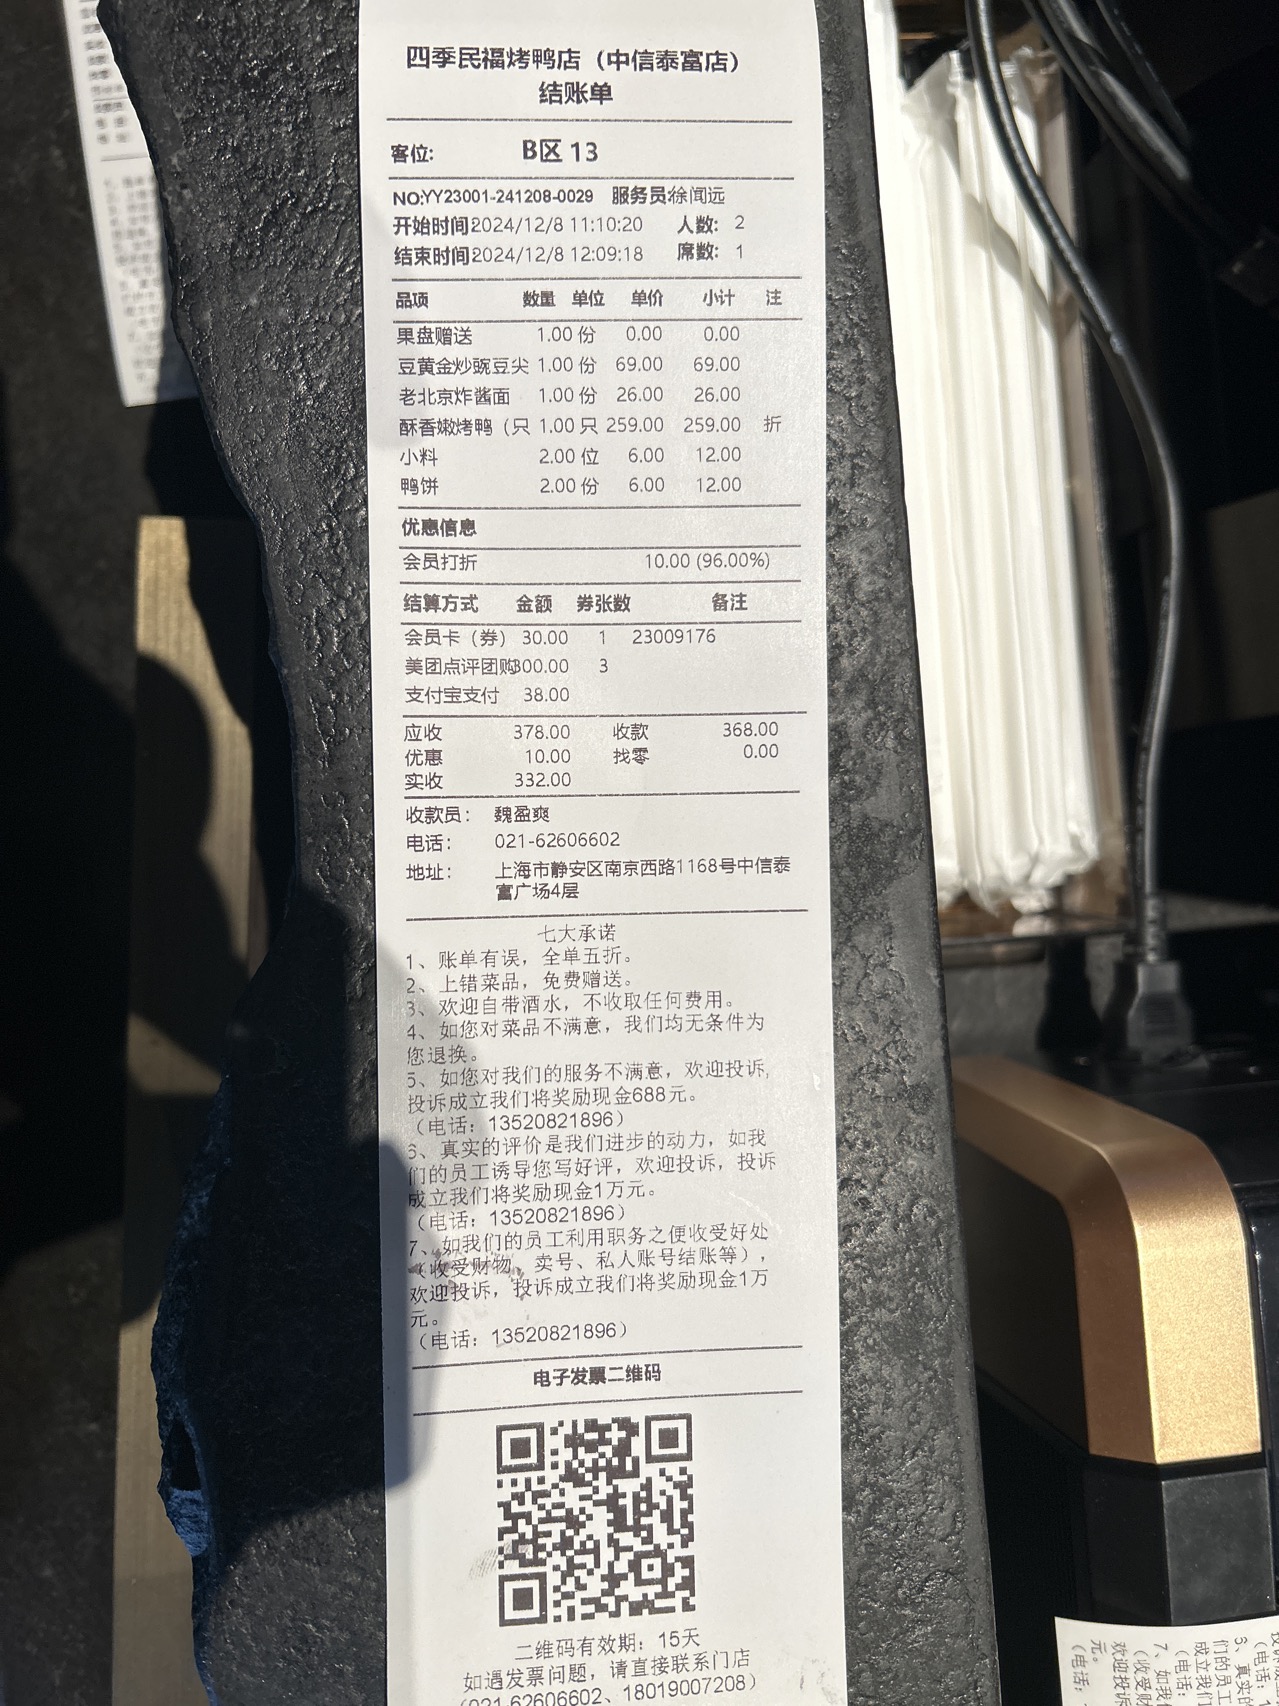 四季民福烤鸭店（中信泰富店）
结账单
客位: B区 13
NO:YY23001-241208-0029 服务员:徐闻远
开始时间2024/12/8 11:10:20 人数: 2
结束时间2024/12/8 12:09:18 席数: 1
品项 数量 单位 单价 小计 注
果盘赠送 1.00 份 0.00 0.00
豆黄金炒豌豆尖 1.00 份 69.00 69.00
老北京炸酱面 1.00 份 26.00 26.00
酥香嫩烤鸭（只 1.00 只 259.00 259.00 折
小料 2.00 位 6.00 12.00
鸭饼 2.00 份 6.00 12.00
优惠信息
会员打折 10.00 (96.00%)
结算方式 金额 券张数 备注
会员卡（券） 30.00 1 23009176
美团点评团购300.00 3
支付宝支付 38.00
应收 378.00 收款 368.00
优惠 10.00 找零 0.00
实收 332.00
收款员： 魏盈爽
电话： 021-62606602
地址： 上海市静安区南京西路1168号中信泰
富广场4层
七大承诺
1、账单有误，全单五折。
2、上错菜品，免费赠送。
3、欢迎自带酒水，不收取任何费用。
4、如您对菜品不满意，我们均无条件为
您退换。
5、如您对我们的服务不满意，欢迎投诉，
投诉成立我们将奖励现金688元。
（电话：13520821896）
6、真实的评价是我们进步的动力，如我
们的员工诱导您写好评，欢迎投诉，投诉
成立我们将奖励现金1万元。
（电话：13520821896）
7、如我们的员工利用职务之便收受好处
（收受财物、卖号、私人账号结账等），
欢迎投诉，投诉成立我们将奖励现金1万
元。
（电话：13520821896）
电子发票二维码
二维码有效期：15天
如遇发票问题，请直接联系门店
（021-62606602、18019007208）